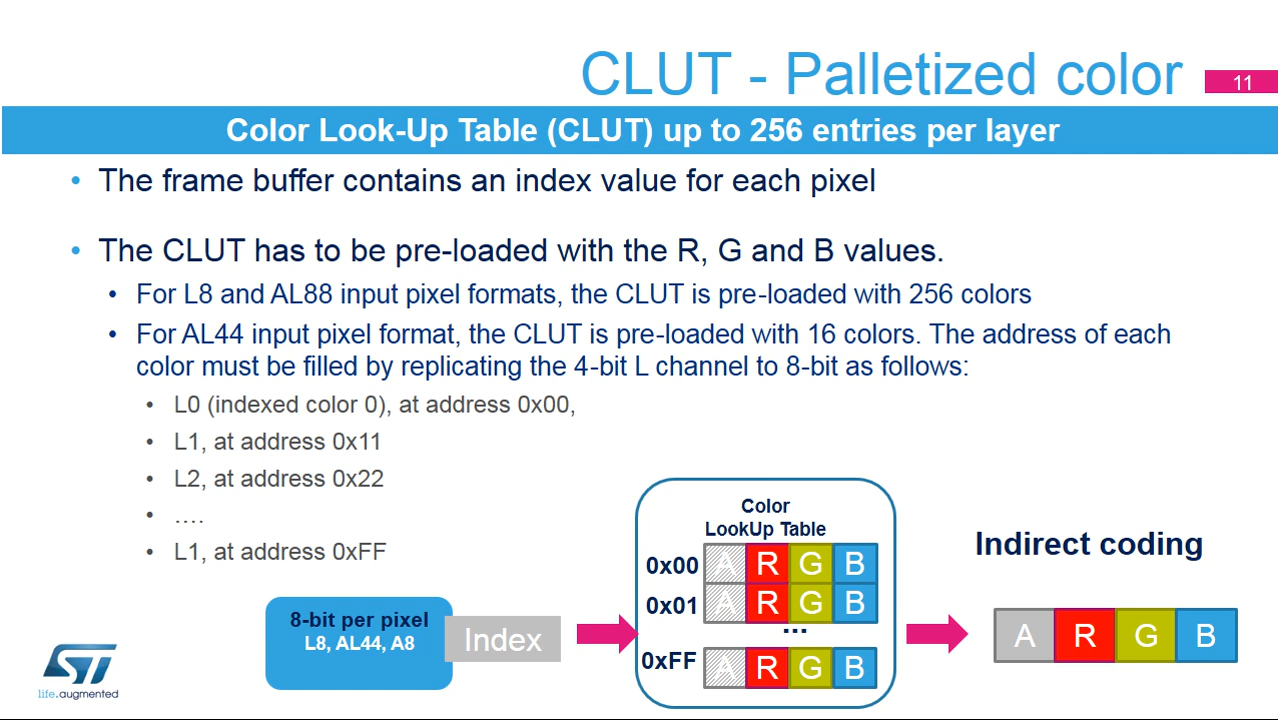 CLUT - Palletized color
11
Color Look-Up Table (CLUT) up to 256 entries per layer
• The frame buffer contains an index value for each pixel
• The CLUT has to be pre-loaded with the R, G and B values.
• For L8 and AL88 input pixel formats, the CLUT is pre-loaded with 256 colors
• For AL44 input pixel format, the CLUT is pre-loaded with 16 colors. The address of each
color must be filled by replicating the 4-bit L channel to 8-bit as follows:
• L0 (indexed color 0), at address 0x00,
• L1, at address 0x11
• L2, at address 0x22
• ....
• L1, at address 0xFF
8-bit per pixel
L8, AL44, A8
Index
Color
LookUp Table
0x00 A R G B
0x01 A R G B
...
0xFF A R G B
Indirect coding
A R G B
ST
life.augmented